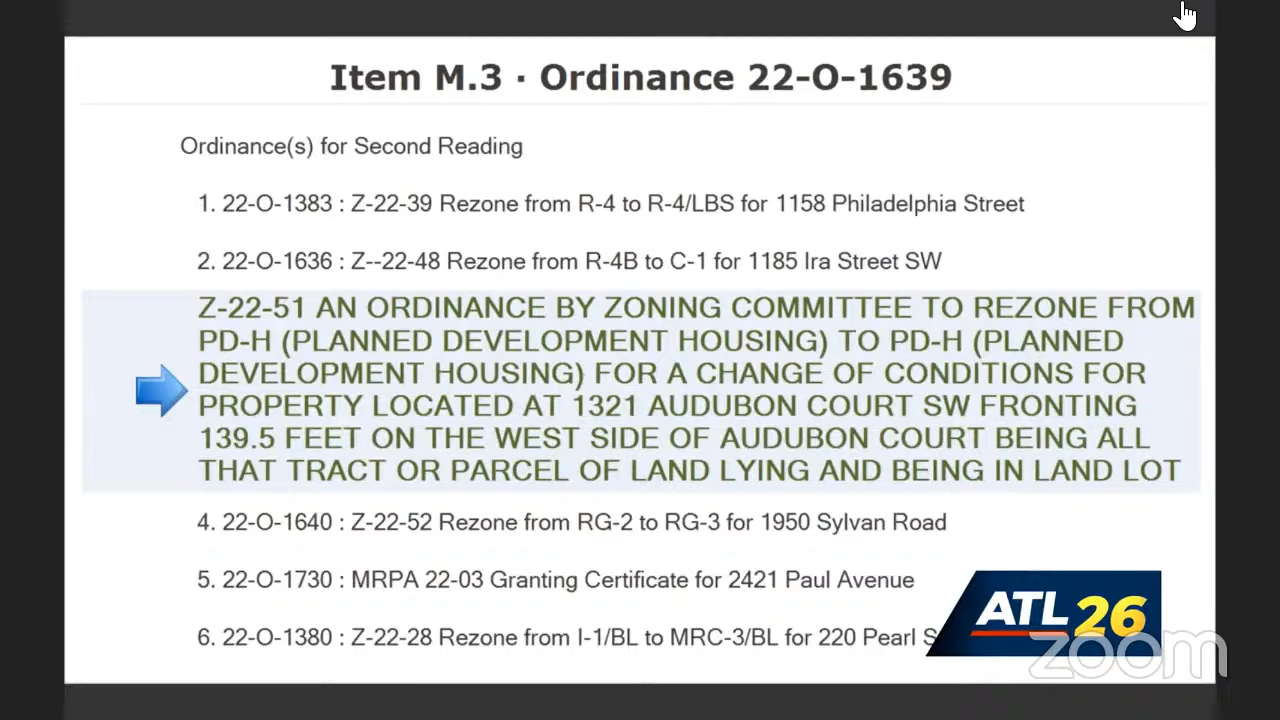 Item M.3 · Ordinance 22-O-1639
Ordinance(s) for Second Reading
1. 22-O-1383 : Z-22-39 Rezone from R-4 to R-4/LBS for 1158 Philadelphia Street
2. 22-O-1636 : Z--22-48 Rezone from R-4B to C-1 for 1185 Ira Street SW
Z-22-51 AN ORDINANCE BY ZONING COMMITTEE TO REZONE FROM
PD-H (PLANNED DEVELOPMENT HOUSING) TO PD-H (PLANNED
DEVELOPMENT HOUSING) FOR A CHANGE OF CONDITIONS FOR
PROPERTY LOCATED AT 1321 AUDUBON COURT SW FRONTING
139.5 FEET ON THE WEST SIDE OF AUDUBON COURT BEING ALL
THAT TRACT OR PARCEL OF LAND LYING AND BEING IN LAND LOT
4. 22-O-1640 : Z-22-52 Rezone from RG-2 to RG-3 for 1950 Sylvan Road
5. 22-O-1730 : MRPA 22-03 Granting Certificate for 2421 Paul Avenue
6. 22-O-1380 : Z-22-28 Rezone from I-1/BL to MRC-3/BL for 220 Pearl S
ATL 26
zoom